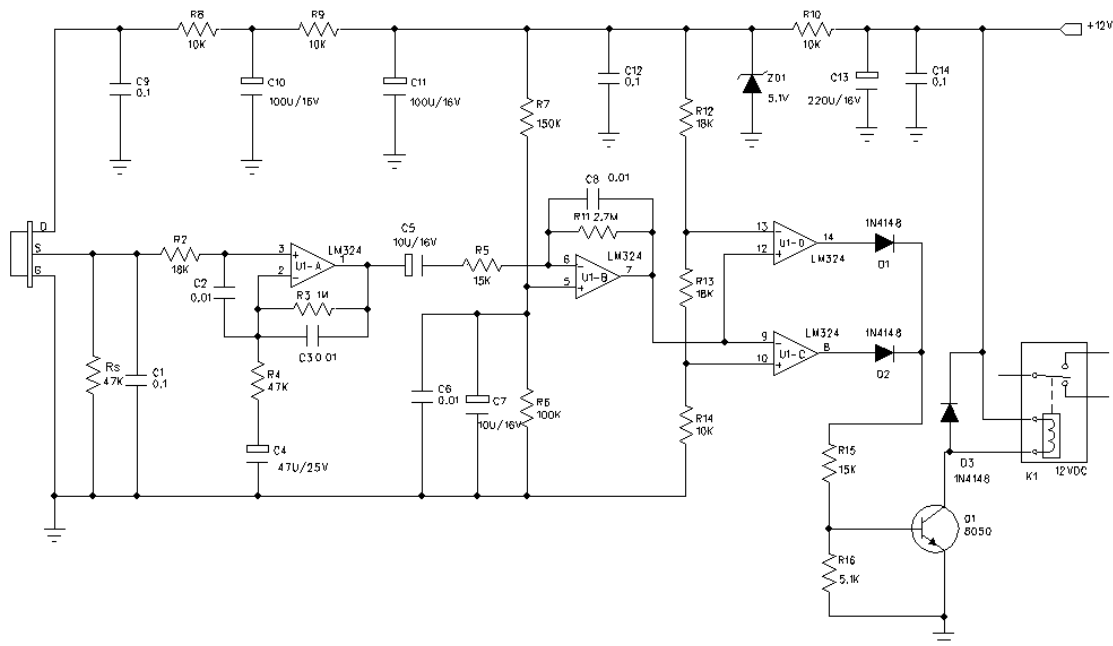 R8
10K
R9
10K
R10
10K
+12V
C9
0.1
C10
100U/16V
C11
100U/16V
C12
0.1
ZD1
5.1V
C13
220U/16V
C14
0.1
R7
150K
R12
18K
D
S
G
R2
18K
C2
0.01
3
+
2
-
1
U1-A
LM324
R3 1M
C3 0.01
C5
10U/16V
R5
15K
C8 0.01
R11 2.7M
6
-
5
+
7
U1-B
LM324
13
-
12
+
14
U1-D
LM324
1N4148
D1
R13
18K
9
-
10
+
8
U1-C
LM324
1N4148
D2
Rs
47K
C1
0.1
R4
47K
C4
47U/25V
C6
0.01
C7
10U/16V
R6
100K
R14
10K
R15
15K
D3
1N4148
K1
12VDC
Q1
8050
R16
5.1K